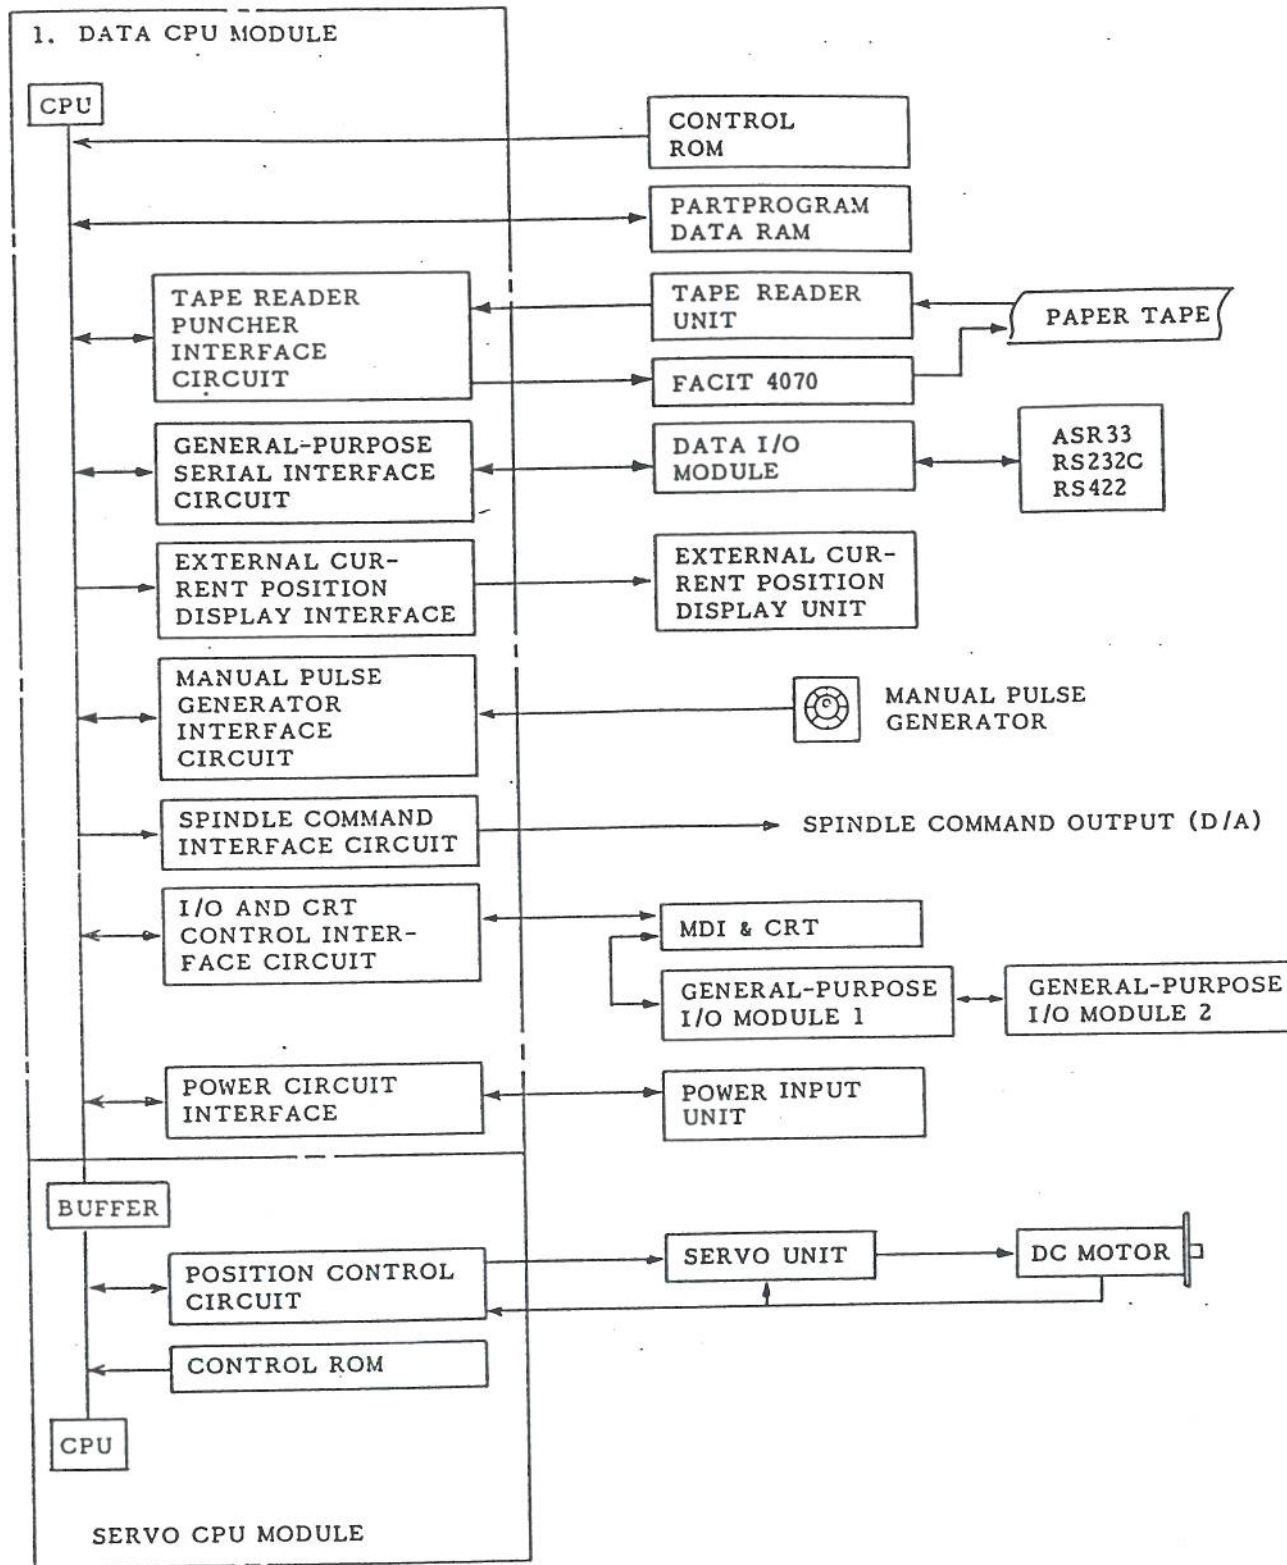 1. DATA CPU MODULE
CPU
CONTROL
ROM
PARTPROGRAM
DATA RAM
TAPE READER
PUNCHER
INTERFACE
CIRCUIT
TAPE READER
UNIT
PAPER TAPE
FACIT 4070
GENERAL-PURPOSE
SERIAL INTERFACE
CIRCUIT
DATA I/O
MODULE
ASR33
RS232C
RS422
EXTERNAL CUR-
RENT POSITION
DISPLAY INTERFACE
EXTERNAL CUR-
RENT POSITION
DISPLAY UNIT
MANUAL PULSE
GENERATOR
INTERFACE
CIRCUIT
MANUAL PULSE
GENERATOR
SPINDLE COMMAND
INTERFACE CIRCUIT
SPINDLE COMMAND OUTPUT (D/A)
I/O AND CRT
CONTROL INTER-
FACE CIRCUIT
MDI & CRT
GENERAL-PURPOSE
I/O MODULE 1
GENERAL-PURPOSE
I/O MODULE 2
POWER CIRCUIT
INTERFACE
POWER INPUT
UNIT
BUFFER
POSITION CONTROL
CIRCUIT
SERVO UNIT
DC MOTOR
CONTROL ROM
CPU
SERVO CPU MODULE